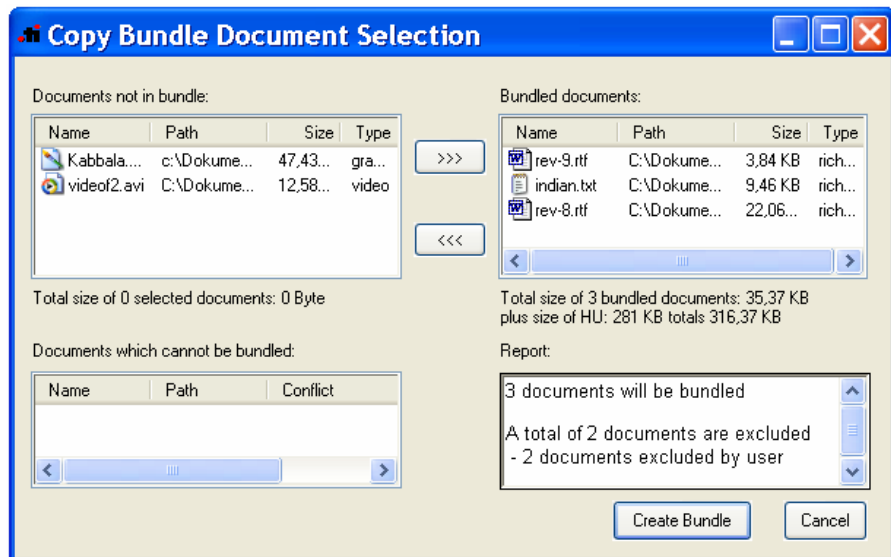 Copy Bundle Document Selection
Documents not in bundle:
Name Path Size Type
Kabbala.... c:\Dokume... 47,43... gra...
videof2.avi C:\Dokume... 12,58... video
Total size of 0 selected documents: 0 Byte
>>>
<<<
Bundled documents:
Name Path Size Type
rev-9.rtf C:\Dokume... 3,84 KB rich...
indian.txt C:\Dokume... 9,46 KB rich...
rev-8.rtf C:\Dokume... 22,06... rich...
Total size of 3 bundled documents: 35,37 KB
plus size of HU: 281 KB totals 316,37 KB
Documents which cannot be bundled:
Name Path Conflict
Report:
3 documents will be bundled
A total of 2 documents are excluded
- 2 documents excluded by user
Create Bundle
Cancel